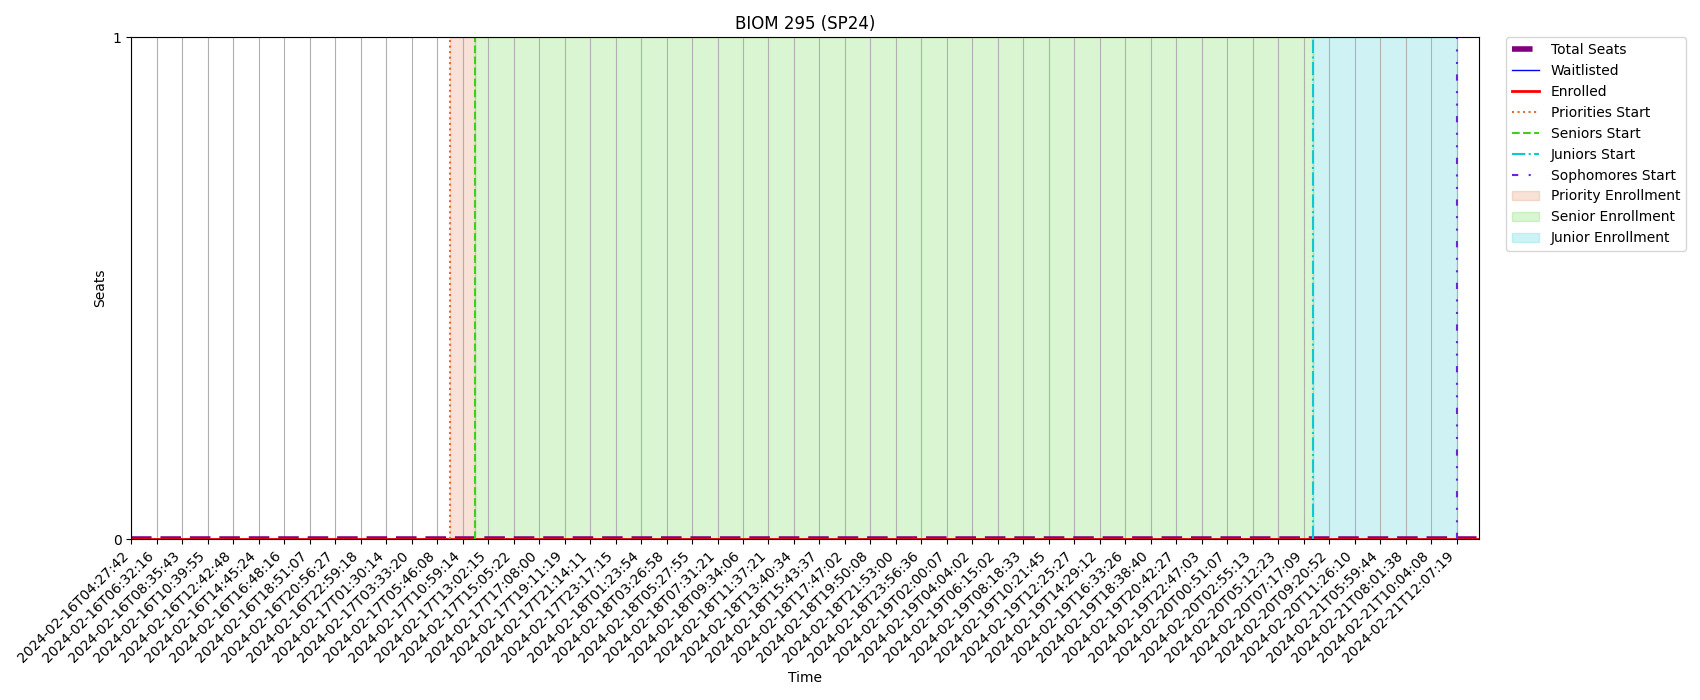 BIOM 295 (SP24)
1
0
Seats
2024-02-16T04:27:42
2024-02-16T06:32:16
2024-02-16T08:35:43
2024-02-16T10:39:55
2024-02-16T12:42:48
2024-02-16T14:45:24
2024-02-16T16:48:16
2024-02-16T18:51:07
2024-02-16T20:56:27
2024-02-16T22:59:18
2024-02-17T01:30:14
2024-02-17T03:33:20
2024-02-17T05:46:08
2024-02-17T10:59:14
2024-02-17T13:02:15
2024-02-17T15:05:22
2024-02-17T17:08:00
2024-02-17T19:11:19
2024-02-17T21:14:11
2024-02-17T23:17:15
2024-02-18T01:23:54
2024-02-18T03:26:58
2024-02-18T05:27:55
2024-02-18T07:31:21
2024-02-18T09:34:06
2024-02-18T11:37:21
2024-02-18T13:40:34
2024-02-18T15:43:37
2024-02-18T17:47:02
2024-02-18T19:50:08
2024-02-18T21:53:00
2024-02-18T23:56:36
2024-02-19T02:00:07
2024-02-19T04:04:02
2024-02-19T06:15:02
2024-02-19T08:18:33
2024-02-19T10:21:45
2024-02-19T12:25:27
2024-02-19T14:29:12
2024-02-19T16:33:26
2024-02-19T18:38:40
2024-02-19T20:42:27
2024-02-19T22:47:03
2024-02-20T00:51:07
2024-02-20T02:55:13
2024-02-20T05:12:23
2024-02-20T07:17:09
2024-02-20T09:20:52
2024-02-20T11:26:10
2024-02-21T05:59:44
2024-02-21T08:01:38
2024-02-21T10:04:08
2024-02-21T12:07:19
Time
Total Seats
Waitlisted
Enrolled
Priorities Start
Seniors Start
Juniors Start
Sophomores Start
Priority Enrollment
Senior Enrollment
Junior Enrollment